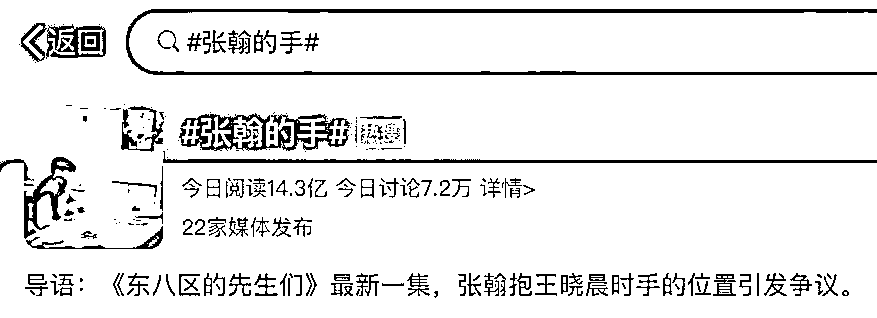 返回
#张翰的手#
#张翰的手# 热搜
今日阅读14.3亿 今日讨论7.2万 详情>
22家媒体发布
导语：《东八区的先生们》最新一集，张翰抱王晓晨时手的位置引发争议。